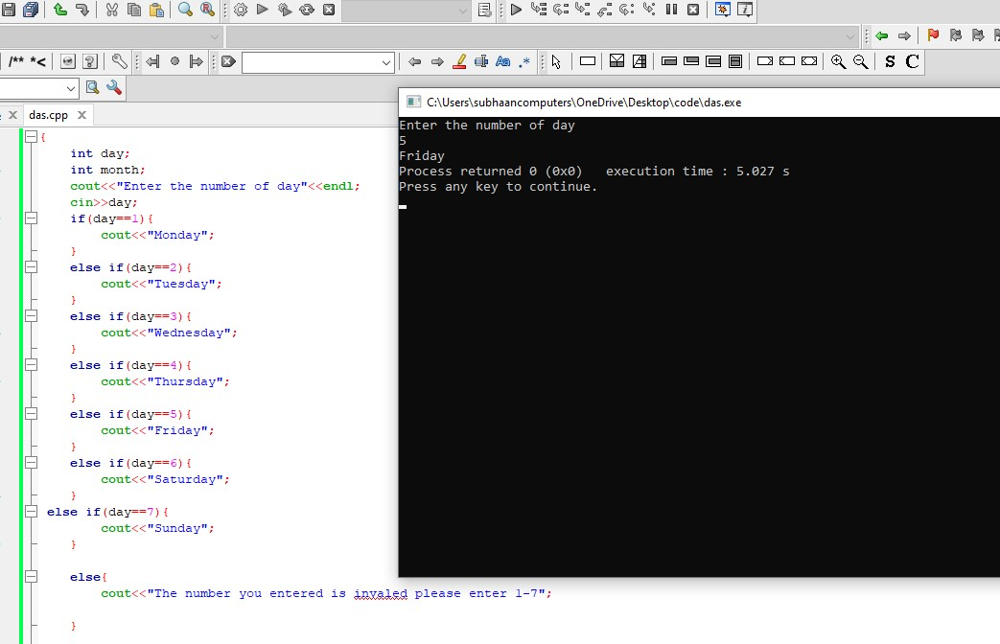 /** *<
das.cpp
C:\Users\subhaancomputers\OneDrive\Desktop\code\das.exe
Enter the number of day
5
Friday
Process returned 0 (0x0)   execution time : 5.027 s
Press any key to continue.
{
int day;
int month;
cout<<"Enter the number of day"<<endl;
cin>>day;
if(day==1){
cout<<"Monday";
}
else if(day==2){
cout<<"Tuesday";
}
else if(day==3){
cout<<"Wednesday";
}
else if(day==4){
cout<<"Thursday";
}
else if(day==5){
cout<<"Friday";
}
else if(day==6){
cout<<"Saturday";
}
else if(day==7){
cout<<"Sunday";
}
else{
cout<<"The number you entered is invaled please enter 1-7";
}